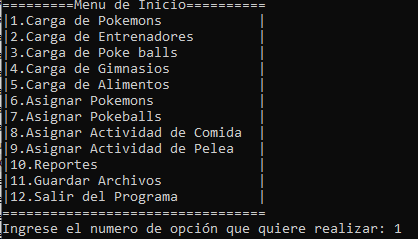 =========Menu de Inicio==========
|1.Carga de Pokemons |
|2.Carga de Entrenadores |
|3.Carga de Poke balls |
|4.Carga de Gimnasios |
|5.Carga de Alimentos |
|6.Asignar Pokemons |
|7.Asignar Pokeballs |
|8.Asignar Actividad de Comida |
|9.Asignar Actividad de Pelea |
|10.Reportes |
|11.Guardar Archivos |
|12.Salir del Programa |
=================================
Ingrese el numero de opción que quiere realizar: 1